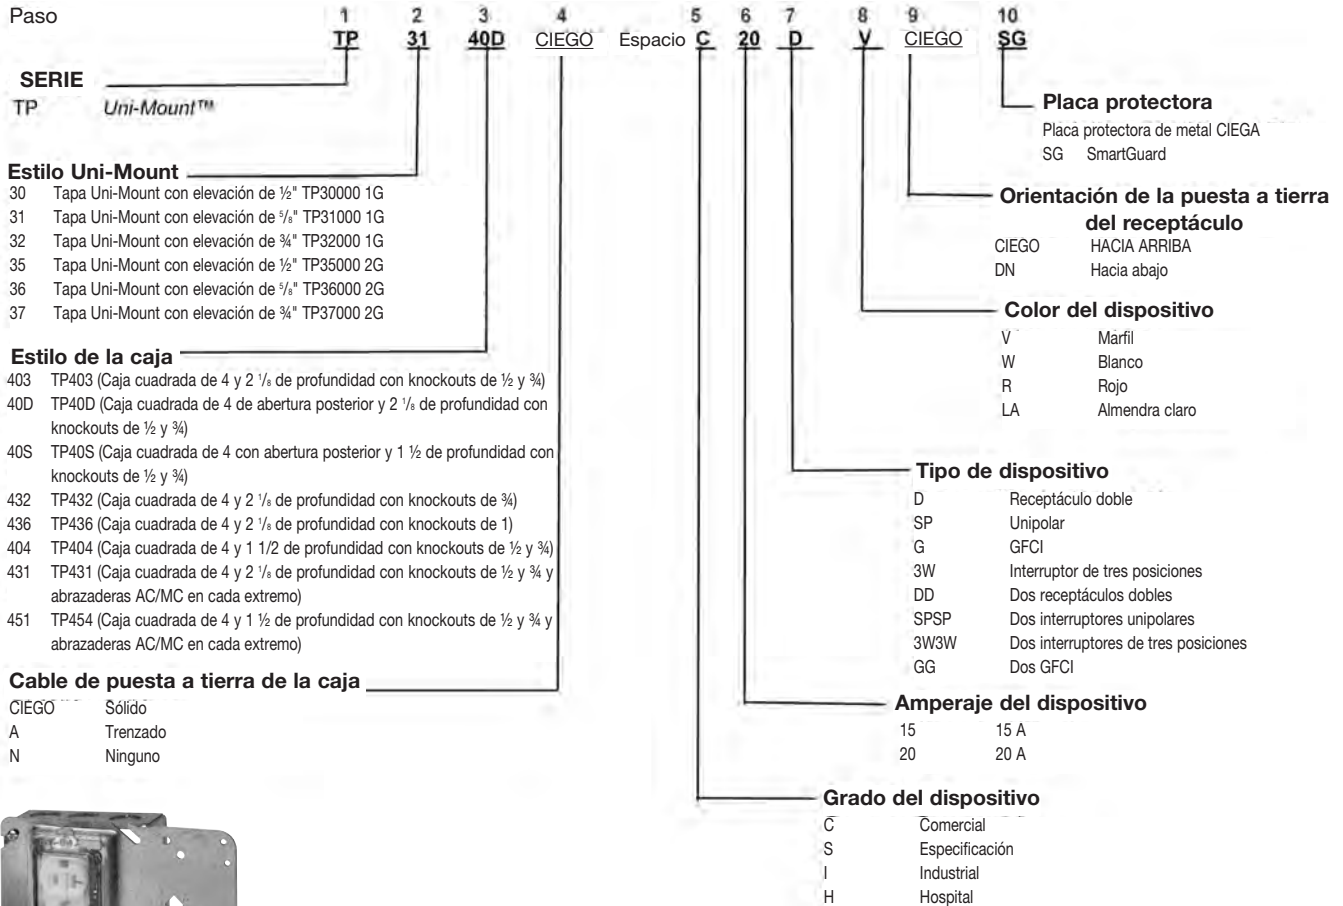 Paso 1 2 3 4 5 6 7 8 9 10
TP 31 40D CIEGO Espacio C 20 D V CIEGO SG
SERIE
TP Uni-Mount™
Estilo Uni-Mount
30 Tapa Uni-Mount con elevación de ½" TP30000 1G
31 Tapa Uni-Mount con elevación de ⅝" TP31000 1G
32 Tapa Uni-Mount con elevación de ¾" TP32000 1G
35 Tapa Uni-Mount con elevación de ½" TP35000 2G
36 Tapa Uni-Mount con elevación de ⅝" TP36000 2G
37 Tapa Uni-Mount con elevación de ¾" TP37000 2G
Estilo de la caja
403 TP403 (Caja cuadrada de 4 y 2 ⅛ de profundidad con knockouts de ½ y ¾)
40D TP40D (Caja cuadrada de 4 de abertura posterior y 2 ⅛ de profundidad con
knockouts de ½ y ¾)
40S TP40S (Caja cuadrada de 4 con abertura posterior y 1 ½ de profundidad con
knockouts de ½ y ¾)
432 TP432 (Caja cuadrada de 4 y 2 ⅛ de profundidad con knockouts de ¾)
436 TP436 (Caja cuadrada de 4 y 2 ⅛ de profundidad con knockouts de 1)
404 TP404 (Caja cuadrada de 4 y 1 1/2 de profundidad con knockouts de ½ y ¾)
431 TP431 (Caja cuadrada de 4 y 2 ⅛ de profundidad con knockouts de ½ y ¾ y
abrazaderas AC/MC en cada extremo)
451 TP454 (Caja cuadrada de 4 y 1 ½ de profundidad con knockouts de ½ y ¾ y
abrazaderas AC/MC en cada extremo)
Cable de puesta a tierra de la caja
CIEGO Sólido
A Trenzado
N Ninguno
Placa protectora
Placa protectora de metal CIEGA
SG SmartGuard
Orientación de la puesta a tierra
del receptáculo
CIEGO HACIA ARRIBA
DN Hacia abajo
Color del dispositivo
V Marfil
W Blanco
R Rojo
LA Almendra claro
Tipo de dispositivo
D Receptáculo doble
SP Unipolar
G GFCI
3W Interruptor de tres posiciones
DD Dos receptáculos dobles
SPSP Dos interruptores unipolares
3W3W Dos interruptores de tres posiciones
GG Dos GFCI
Amperaje del dispositivo
15 15 A
20 20 A
Grado del dispositivo
C Comercial
S Especificación
I Industrial
H Hospital